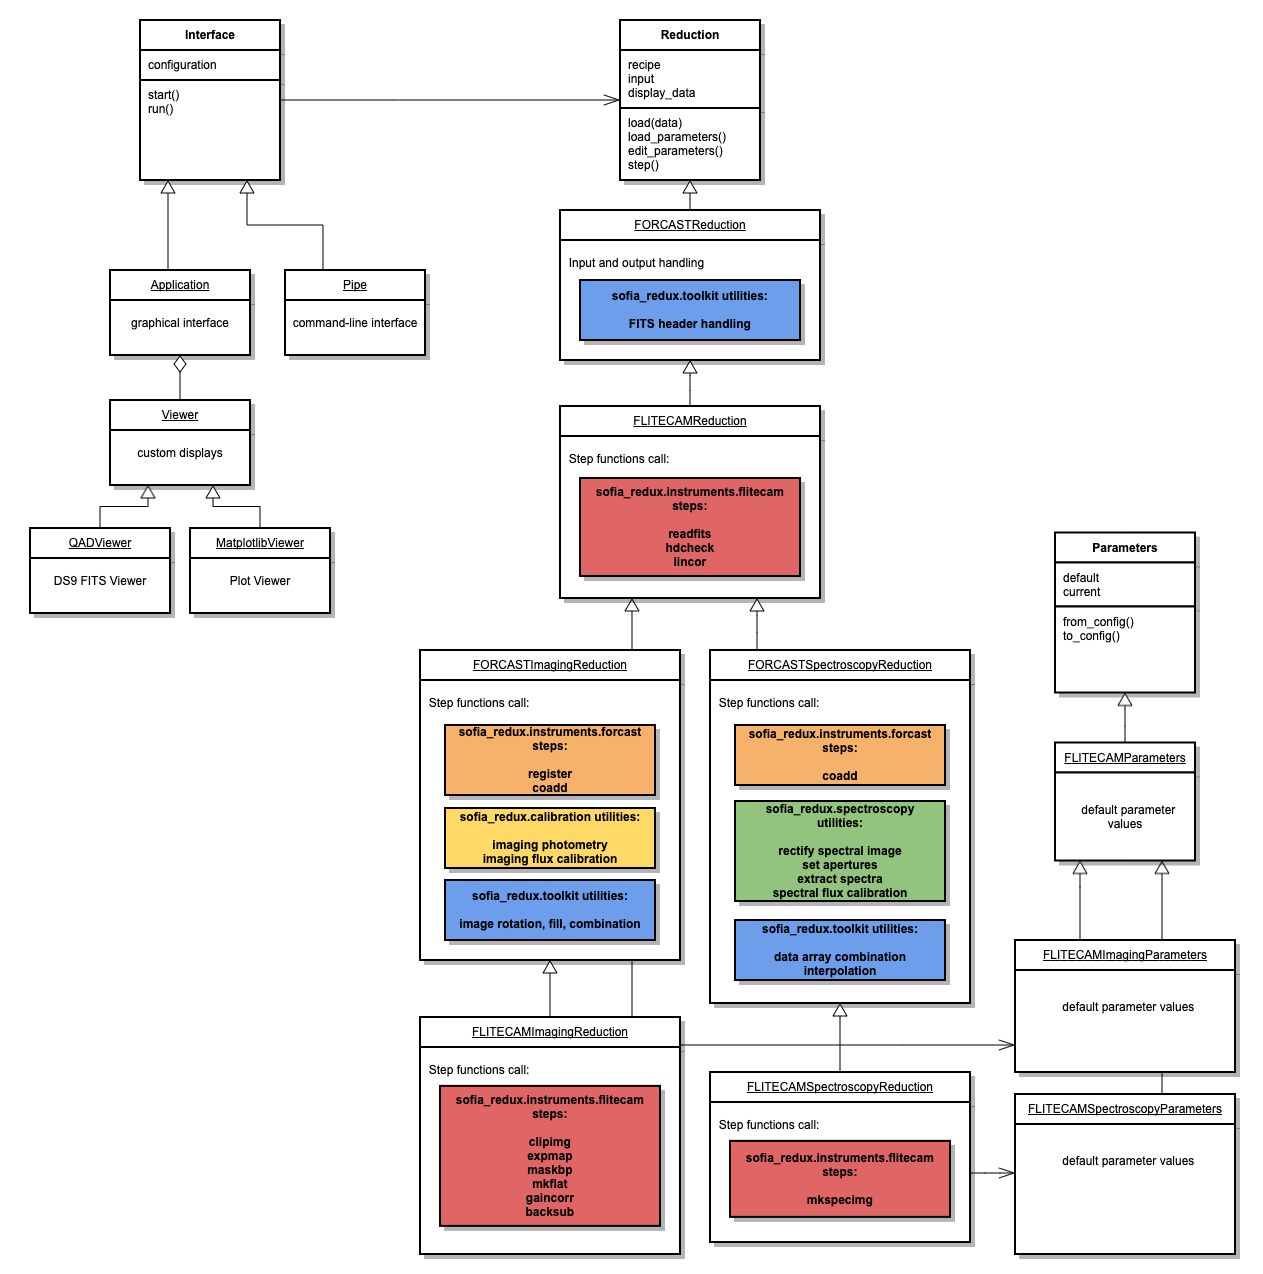 Interface
configuration
start()
run()
Reduction
recipe
input
display_data
load(data)
load_parameters()
edit_parameters()
step()
FORCASTReduction
Input and output handling
sofia_redux.toolkit utilities:
FITS header handling
Application
graphical interface
Pipe
command-line interface
Viewer
custom displays
QADViewer
DS9 FITS Viewer
MatplotlibViewer
Plot Viewer
FLITECAMReduction
Step functions call:
sofia_redux.instruments.flitecam
steps:
readfits
hdcheck
lincor
Parameters
default
current
from_config()
to_config()
FORCASTImagingReduction
Step functions call:
sofia_redux.instruments.forcast
steps:
register
coadd
sofia_redux.calibration utilities:
imaging photometry
imaging flux calibration
sofia_redux.toolkit utilities:
image rotation, fill, combination
FORCASTSpectroscopyReduction
Step functions call:
sofia_redux.instruments.forcast
steps:
coadd
sofia_redux.spectroscopy
utilities:
rectify spectral image
set apertures
extract spectra
spectral flux calibration
sofia_redux.toolkit utilities:
data array combination
interpolation
FLITECAMParameters
default parameter
values
FLITECAMImagingParameters
default parameter values
FLITECAMImagingReduction
Step functions call:
sofia_redux.instruments.flitecam
steps:
clipimg
expmap
maskbp
mkflat
gaincorr
backsub
FLITECAMSpectroscopyReduction
Step functions call:
sofia_redux.instruments.flitecam
steps:
mkspecimg
FLITECAMSpectroscopyParameters
default parameter values